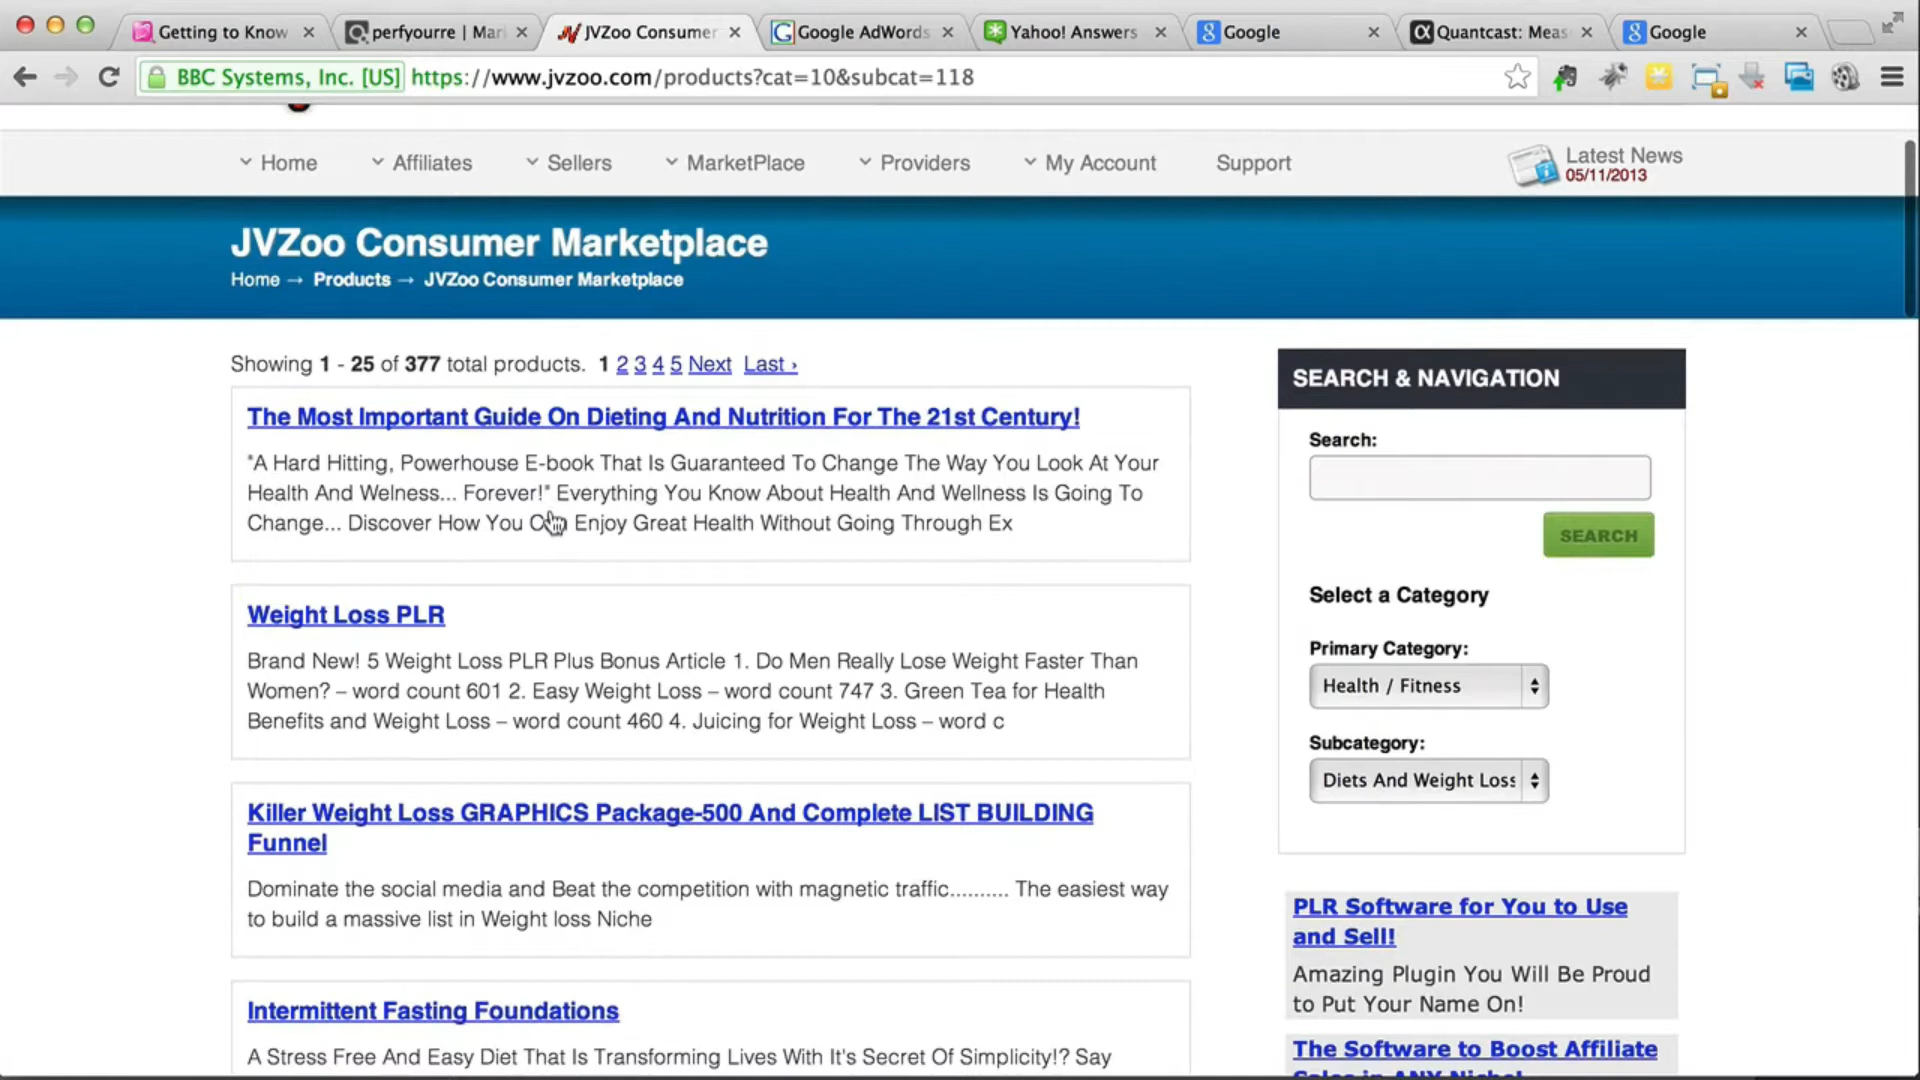 Getting to Know
perfyourre | Mar
JVZoo Consumer
Google AdWords
Yahoo! Answers
Google
Quantcast: Meas
Google
BBC Systems, Inc. [US] https://www.jvzoo.com/products?cat=10&subcat=118
Home Affiliates Sellers MarketPlace Providers My Account Support
Latest News
05/11/2013
JVZoo Consumer Marketplace
Home → Products → JVZoo Consumer Marketplace
Showing 1 - 25 of 377 total products. 1 2 3 4 5 Next Last ›
The Most Important Guide On Dieting And Nutrition For The 21st Century!
"A Hard Hitting, Powerhouse E-book That Is Guaranteed To Change The Way You Look At Your
Health And Welness... Forever!" Everything You Know About Health And Wellness Is Going To
Change... Discover How You Can Enjoy Great Health Without Going Through Ex
Weight Loss PLR
Brand New! 5 Weight Loss PLR Plus Bonus Article 1. Do Men Really Lose Weight Faster Than
Women? – word count 601 2. Easy Weight Loss – word count 747 3. Green Tea for Health
Benefits and Weight Loss – word count 460 4. Juicing for Weight Loss – word c
Killer Weight Loss GRAPHICS Package-500 And Complete LIST BUILDING
Funnel
Dominate the social media and Beat the competition with magnetic traffic.......... The easiest way
to build a massive list in Weight loss Niche
Intermittent Fasting Foundations
A Stress Free And Easy Diet That Is Transforming Lives With It's Secret Of Simplicity!? Say
SEARCH & NAVIGATION
Search:
SEARCH
Select a Category
Primary Category:
Health / Fitness
Subcategory:
Diets And Weight Loss
PLR Software for You to Use
and Sell!
Amazing Plugin You Will Be Proud
to Put Your Name On!
The Software to Boost Affiliate
Sales in ANY Niche!